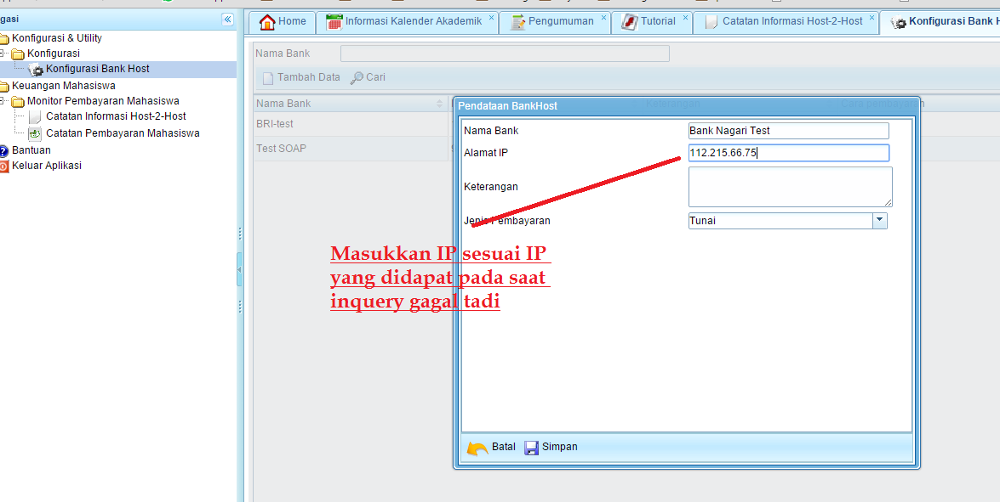 gasi
Home
Informasi Kalender Akademik
Pengumuman
Tutorial
Catatan Informasi Host-2-Host
Konfigurasi Bank H
Konfigurasi & Utility
Konfigurasi
Konfigurasi Bank Host
Keuangan Mahasiswa
Monitor Pembayaran Mahasiswa
Catatan Informasi Host-2-Host
Catatan Pembayaran Mahasiswa
Bantuan
Keluar Aplikasi
Nama Bank
Tambah Data
Cari
Nama Bank
Keterangan
BRI-test
Test SOAP
Pendataan BankHost
Nama Bank
Bank Nagari Test
Alamat IP
112.215.66.75
Keterangan
Jenis Pembayaran
Tunai
Masukkan IP sesuai IP
yang didapat pada saat
inquery gagal tadi
Batal
Simpan